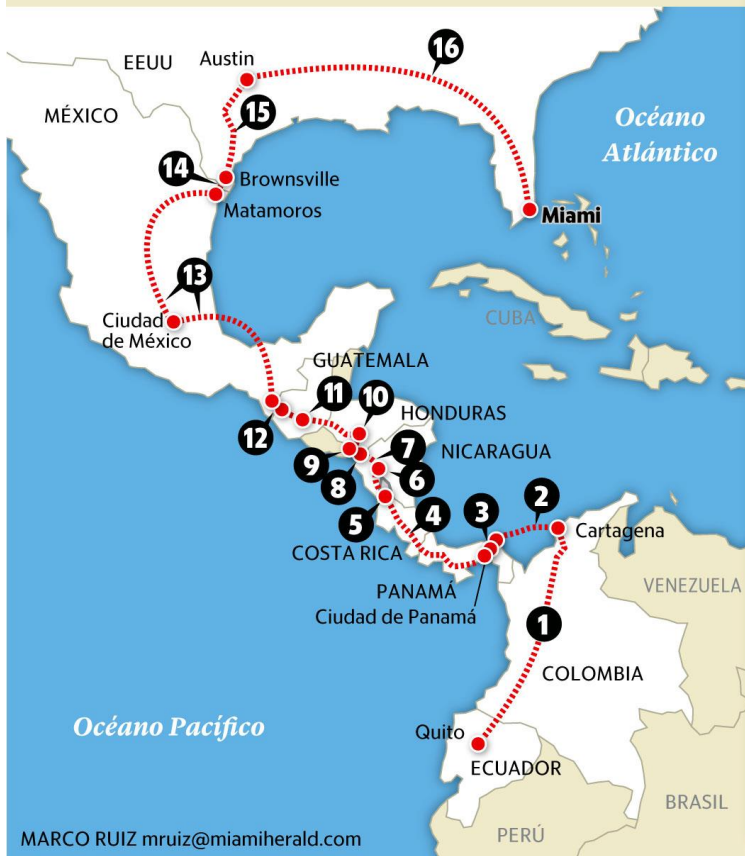 16
EEUU
Austin
MÉXICO
15
Océano
Atlántico
14
Brownsville
Matamoros
Miami
13
Ciudad
de México
CUBA
GUATEMALA
11
10
HONDURAS
12
9
7
NICARAGUA
8
6
5
4
3
2
Cartagena
COSTA RICA
PANAMÁ
Ciudad de Panamá
VENEZUELA
1
COLOMBIA
Océano Pacífico
Quito
ECUADOR
BRASIL
PERÚ
MARCO RUIZ mruiz@miamiherald.com